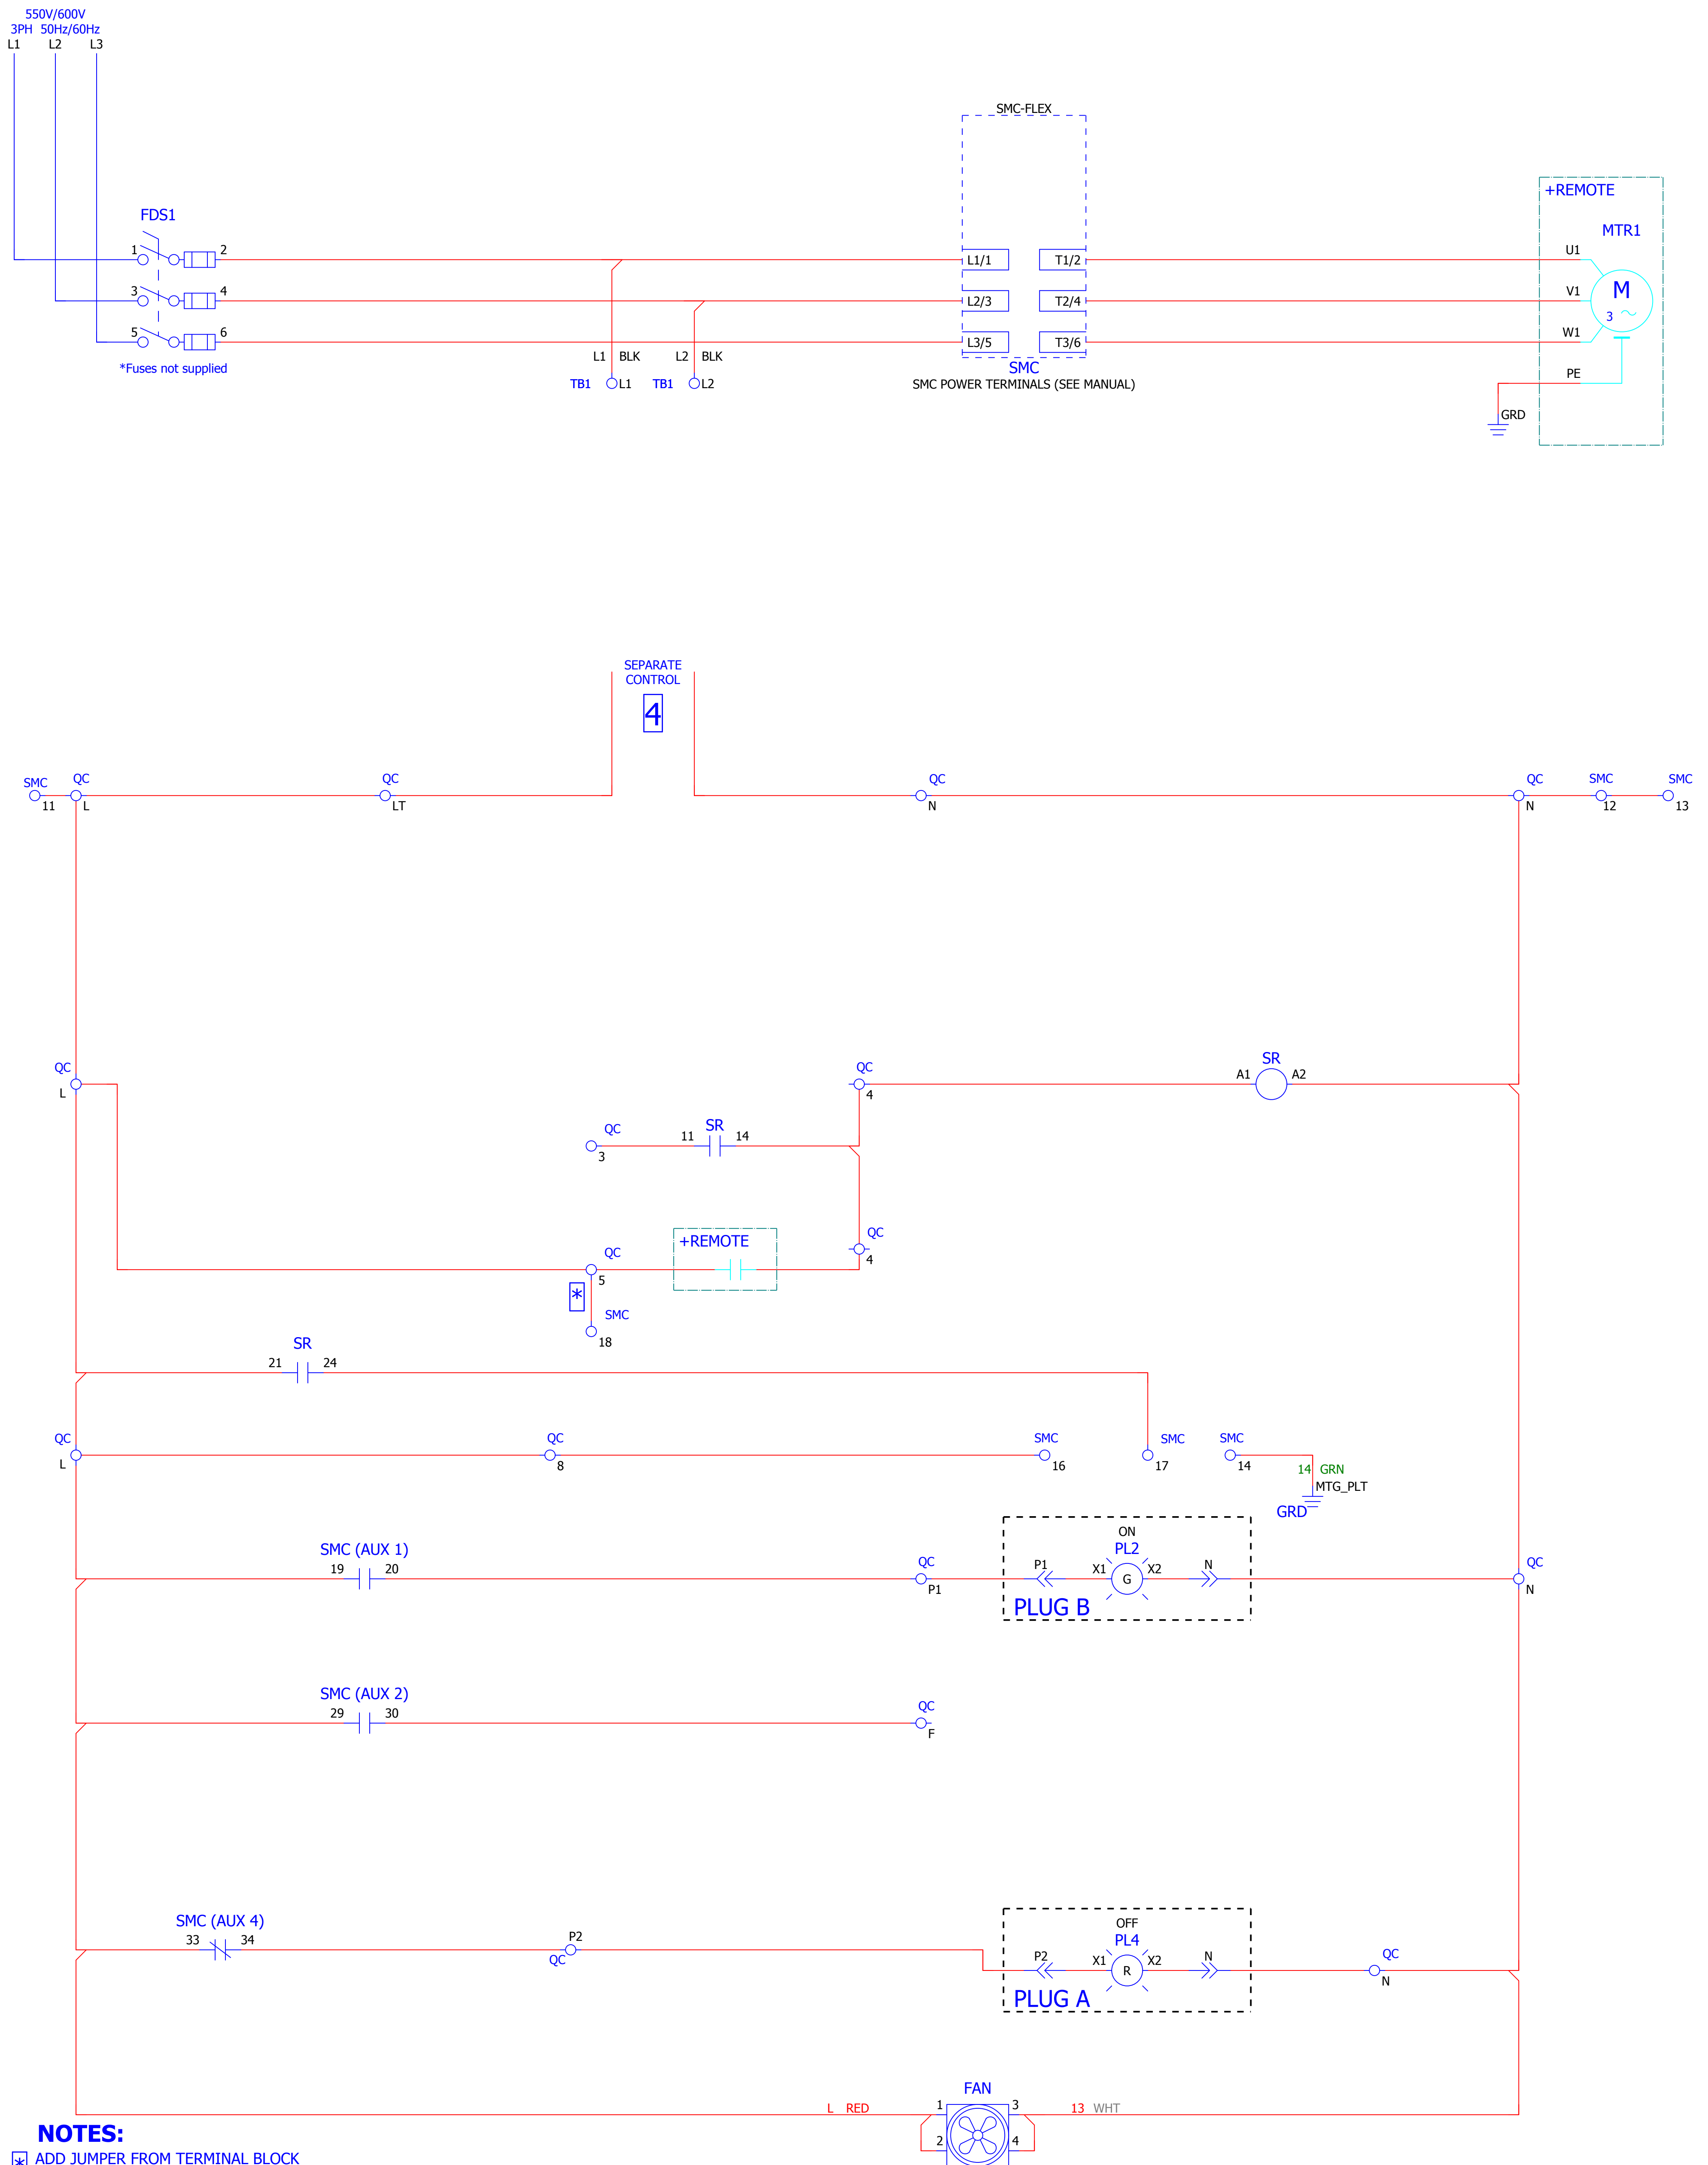 550V/600V
3PH 50Hz/60Hz
L1 L2 L3
SMC-FLEX
+REMOTE
FDS1
MTR1
1 2 L1/1 T1/2 U1
3 4 L2/3 T2/4 V1
M
3
5 6 L3/5 T3/6 W1
*Fuses not supplied
L1 BLK L2 BLK
SMC
TB1 L1 TB1 L2
SMC POWER TERMINALS (SEE MANUAL)
PE
GRD
SEPARATE
CONTROL
4
SMC QC QC QC QC SMC SMC
11 L LT N N 12 13
QC QC SR
L 4 A1 A2
QC SR
3 11 14
QC
4
+REMOTE
QC
5
*
SMC
18
SR
21 24
QC QC SMC SMC SMC
L 8 16 17 14
14 GRN
MTG_PLT
GRD
ON
SMC (AUX 1) PL2
19 20 QC P1 X1 G X2 N QC
P1 N
PLUG B
SMC (AUX 2)
29 30 QC
F
SMC (AUX 4) OFF
33 34 P2 PL4
QC P2 X1 R X2 N QC
N
PLUG A
FAN
L RED 1 3 13 WHT
2 4
NOTES:
* ADD JUMPER FROM TERMINAL BLOCK